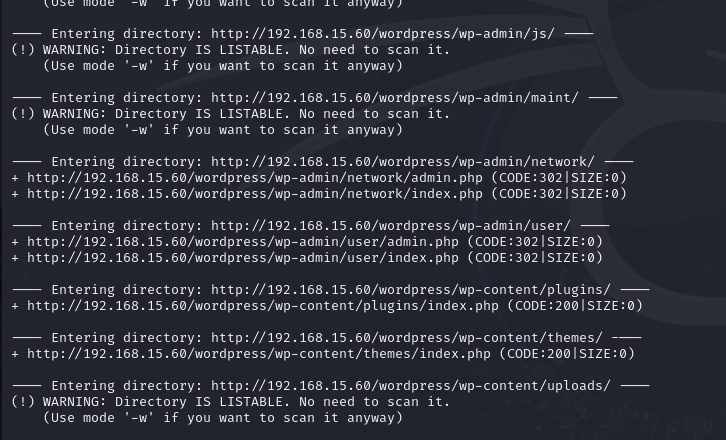 (Use mode '-w' if you want to scan it anyway)
---- Entering directory: http://192.168.15.60/wordpress/wp-admin/js/ ----
(!) WARNING: Directory IS LISTABLE. No need to scan it.
(Use mode '-w' if you want to scan it anyway)
---- Entering directory: http://192.168.15.60/wordpress/wp-admin/maint/ ----
(!) WARNING: Directory IS LISTABLE. No need to scan it.
(Use mode '-w' if you want to scan it anyway)
---- Entering directory: http://192.168.15.60/wordpress/wp-admin/network/ ----
+ http://192.168.15.60/wordpress/wp-admin/network/admin.php (CODE:302|SIZE:0)
+ http://192.168.15.60/wordpress/wp-admin/network/index.php (CODE:302|SIZE:0)
---- Entering directory: http://192.168.15.60/wordpress/wp-admin/user/ ----
+ http://192.168.15.60/wordpress/wp-admin/user/admin.php (CODE:302|SIZE:0)
+ http://192.168.15.60/wordpress/wp-admin/user/index.php (CODE:302|SIZE:0)
---- Entering directory: http://192.168.15.60/wordpress/wp-content/plugins/ ----
+ http://192.168.15.60/wordpress/wp-content/plugins/index.php (CODE:200|SIZE:0)
---- Entering directory: http://192.168.15.60/wordpress/wp-content/themes/ ----
+ http://192.168.15.60/wordpress/wp-content/themes/index.php (CODE:200|SIZE:0)
---- Entering directory: http://192.168.15.60/wordpress/wp-content/uploads/ ----
(!) WARNING: Directory IS LISTABLE. No need to scan it.
(Use mode '-w' if you want to scan it anyway)